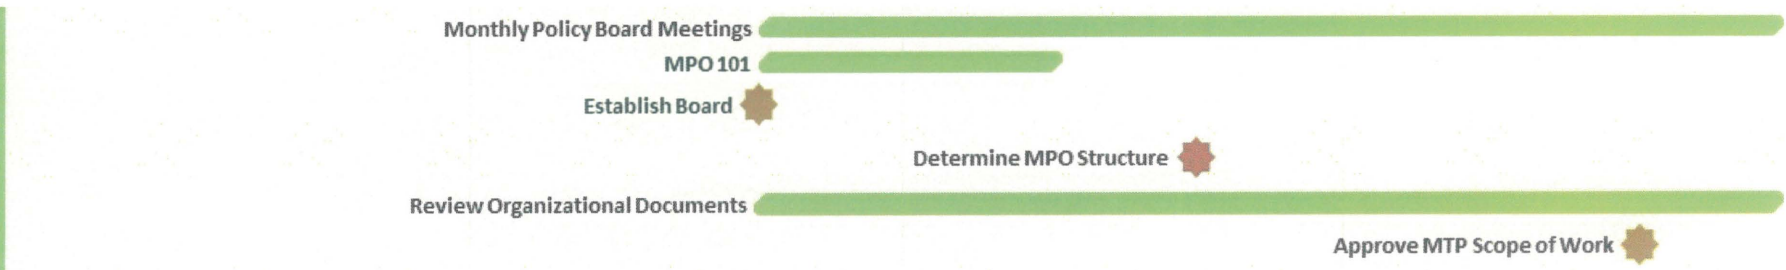 Monthly Policy Board Meetings
MPO 101
Establish Board
Determine MPO Structure
Review Organizational Documents
Approve MTP Scope of Work